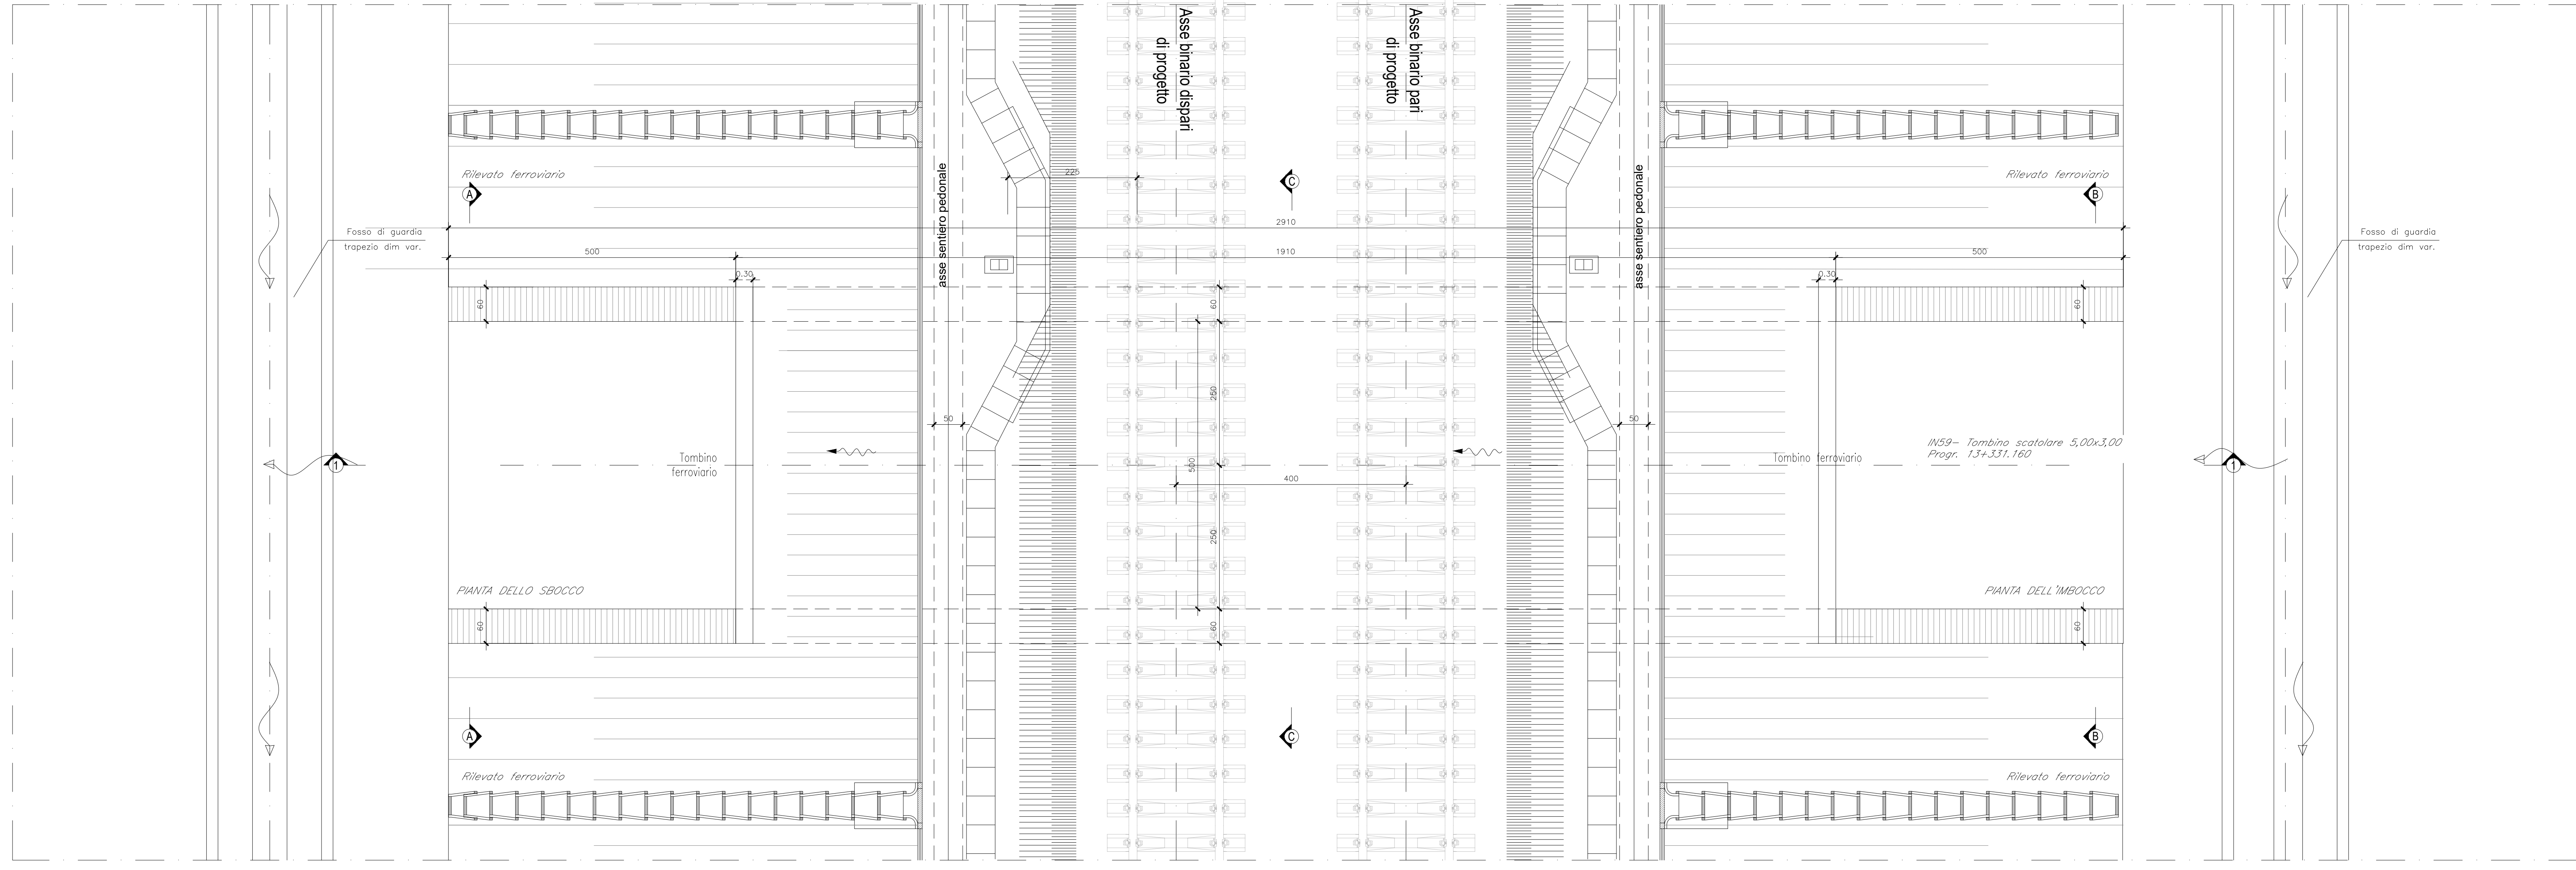 Asse binario dispari
di progetto
Asse binario pari
di progetto
asse sentiero pedonale
asse sentiero pedonale
Rilevato ferroviario
A
225
C
Rilevato ferroviario
B
2910
Fosso di guardia
trapezio dim var.
Fosso di guardia
trapezio dim var.
500
1910
500
0.30
0.30
60
60
60
250
50
50
1
Tombino
ferroviario
500
400
Tombino ferroviario
IN59- Tombino scatolare 5,00x3,00
Progr. 13+331.160
1
250
PIANTA DELLO SBOCCO
PIANTA DELL'IMBOCCO
60
60
60
A
C
B
Rilevato ferroviario
Rilevato ferroviario